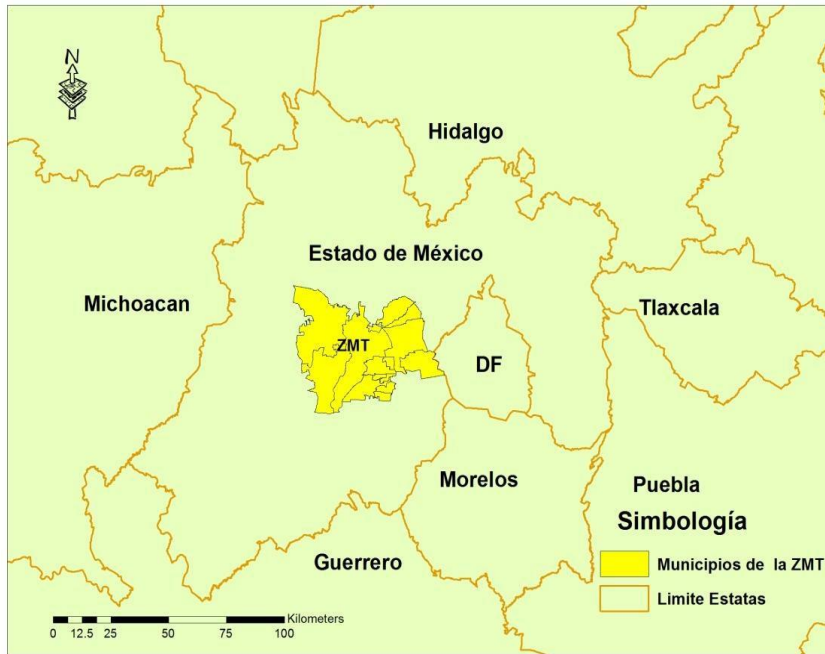 N
Hidalgo
Estado de México
Michoacan
Tlaxcala
ZMT
DF
Morelos
Puebla
Simbología
Guerrero
Municipios de la ZMT
Limite Estatas
Kilometers
0 12.5 25 50 75 100